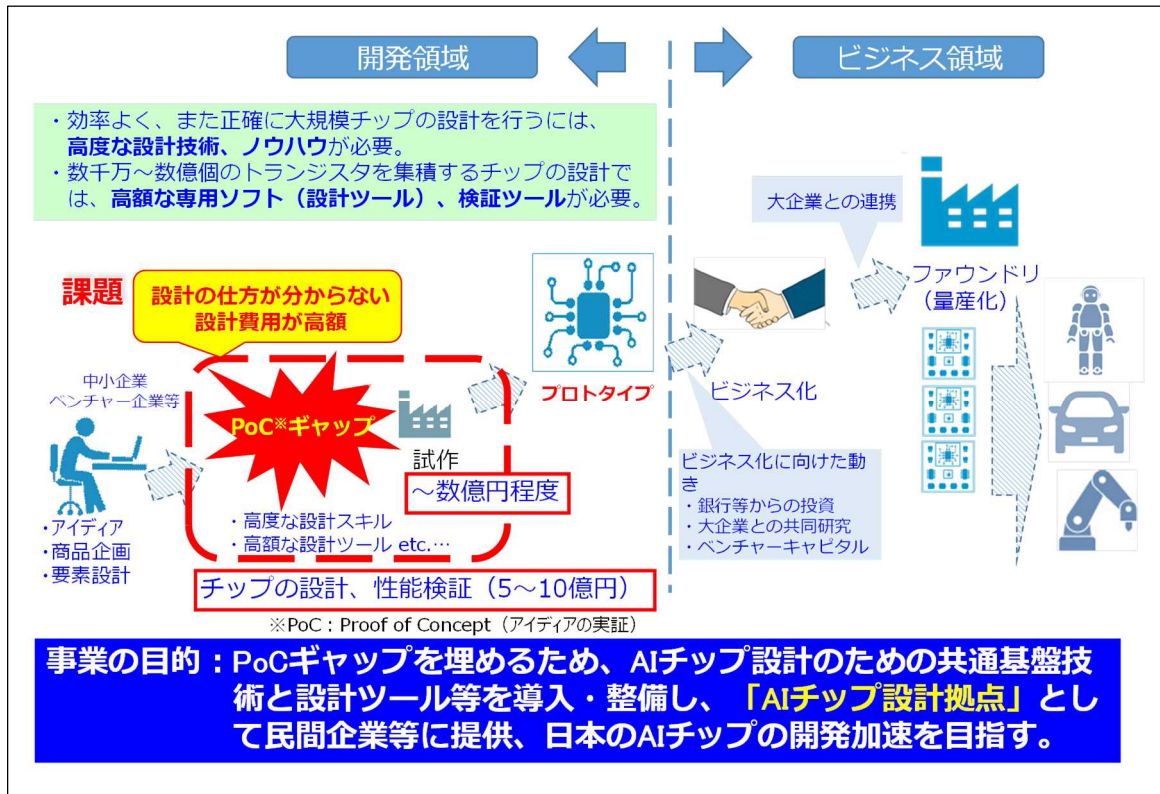 開発領域
ビジネス領域
・効率よく、また正確に大規模チップの設計を行うには、
高度な設計技術、ノウハウが必要。
・数千万～数億個のトランジスタを集積するチップの設計で
は、高額な専用ソフト（設計ツール）、検証ツールが必要。
大企業との連携
ファウンドリ
（量産化）
課題
設計の仕方が分からない
設計費用が高額
中小企業
ベンチャー企業等
PoC※ギャップ
試作
～数億円程度
プロトタイプ
ビジネス化
・アイディア
・商品企画
・要素設計
・高度な設計スキル
・高額な設計ツール etc.…
チップの設計、性能検証（5～10億円）
※PoC：Proof of Concept（アイディアの実証）
ビジネス化に向けた動
き
・銀行等からの投資
・大企業との共同研究
・ベンチャーキャピタル
事業の目的：PoCギャップを埋めるため、AIチップ設計のための共通基盤技
術と設計ツール等を導入・整備し、「AIチップ設計拠点」とし
て民間企業等に提供、日本のAIチップの開発加速を目指す。